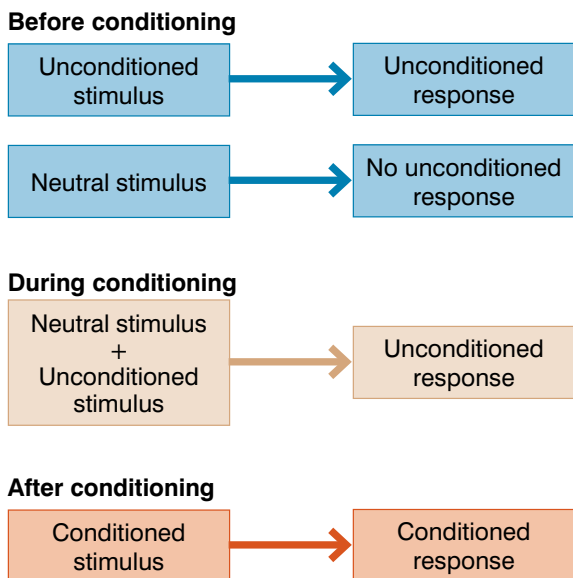 Before conditioning
Unconditioned
stimulus
Unconditioned
response
Neutral stimulus
No unconditioned
response
During conditioning
Neutral stimulus
+
Unconditioned
stimulus
Unconditioned
response
After conditioning
Conditioned
stimulus
Conditioned
response